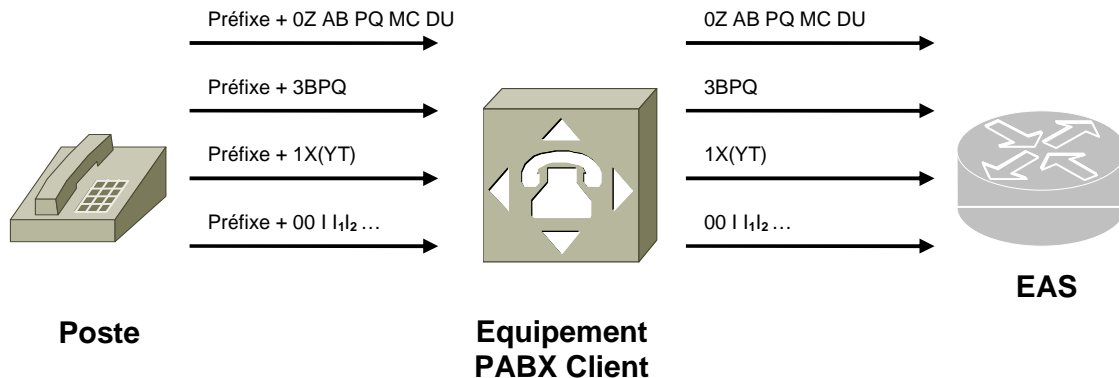 Préfixe + 0Z AB PQ MC DU
0Z AB PQ MC DU
Préfixe + 3BPQ
3BPQ
Préfixe + 1X(YT)
1X(YT)
Préfixe + 00 I I₁I₂ …
00 I I₁I₂ …
EAS
Poste
Equipement
PABX Client